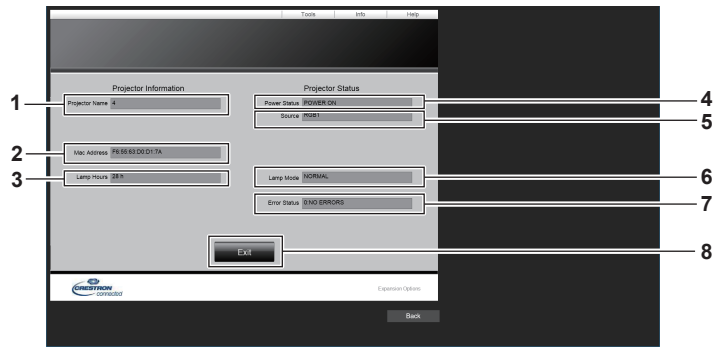 Tools Info Help
Projector Information Projector Status
1 Projector Name 4 Power Status POWER ON 4
Source RGB1 5
2 Mac Address F6:55:63:D0:D1:7A
3 Lamp Hours 28 h Lamp Mode NORMAL 6
Error Status 0:NO ERRORS 7
Exit 8
CRESTRON connected Expansion Options
Back